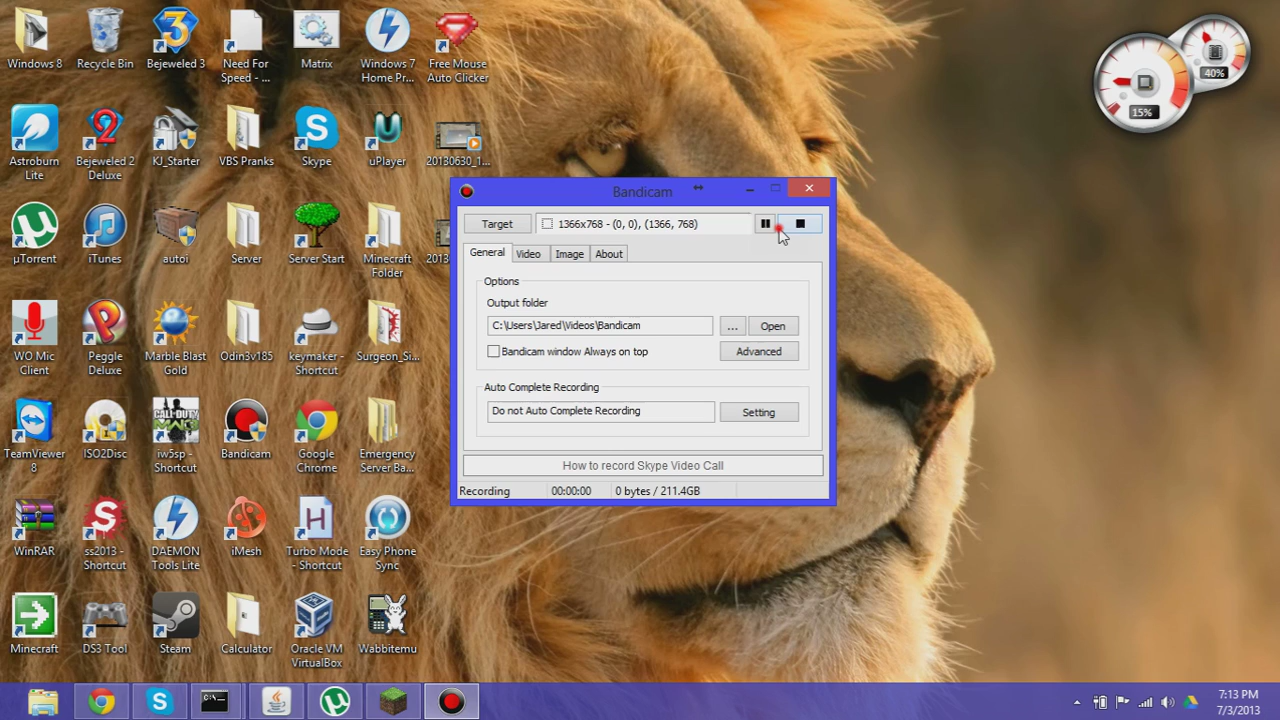 Windows 8
Recycle Bin
Bejeweled 3
Need For
Speed - ...
Matrix
Windows 7
Home Pr...
Free Mouse
Auto Clicker
Astroburn
Lite
Bejeweled 2
Deluxe
KJ_Starter
VBS Pranks
Skype
uPlayer
20130630_1...
µTorrent
iTunes
autoi
Server
Server Start
Minecraft
Folder
WO Mic
Client
Peggle
Deluxe
Marble Blast
Gold
Odin3v185
keymaker -
Shortcut
Surgeon_Si...
TeamViewer
8
ISO2Disc
CALL OF DUTY
MW3
iw5sp -
Shortcut
Bandicam
Google
Chrome
Emergency
Server Ba...
WinRAR
ss2013 -
Shortcut
DAEMON
Tools Lite
iMesh
Turbo Mode
- Shortcut
Easy Phone
Sync
Minecraft
DS3 Tool
Steam
Calculator
Oracle VM
VirtualBox
Wabbitemu
Bandicam
Target
1366x768 - (0, 0), (1366, 768)
General
Video
Image
About
Options
Output folder
C:\Users\Jared\Videos\Bandicam
...
Open
Bandicam window Always on top
Advanced
Auto Complete Recording
Do not Auto Complete Recording
Setting
How to record Skype Video Call
Recording
00:00:00
0 bytes / 211.4GB
15%
40%
C:\_
7:13 PM
7/3/2013